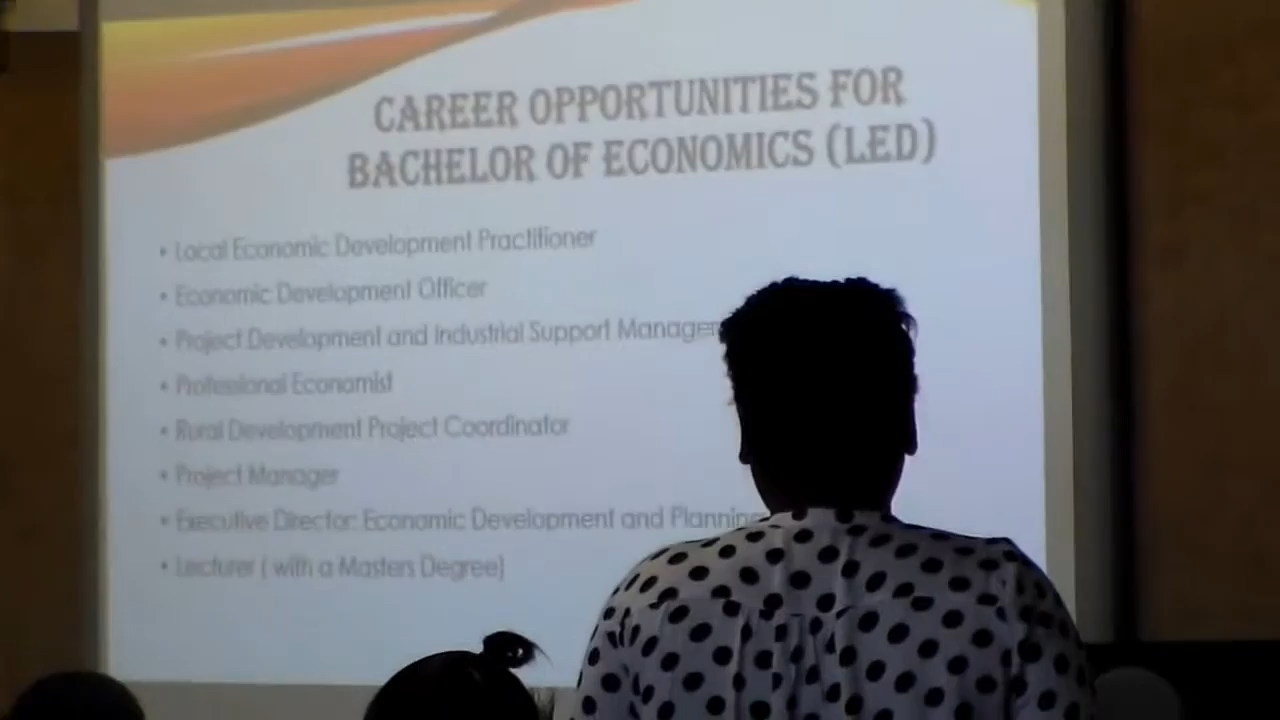 CAREER OPPORTUNITIES FOR
BACHELOR OF ECONOMICS (LED)
• Local Economic Development Practitioner
• Economic Development Officer
• Project Development and Industrial Support Manager
• Professional Economist
• Rural Development Project Coordinator
• Project Manager
• Executive Director: Economic Development and Planning
• Lecturer ( with a Masters Degree)